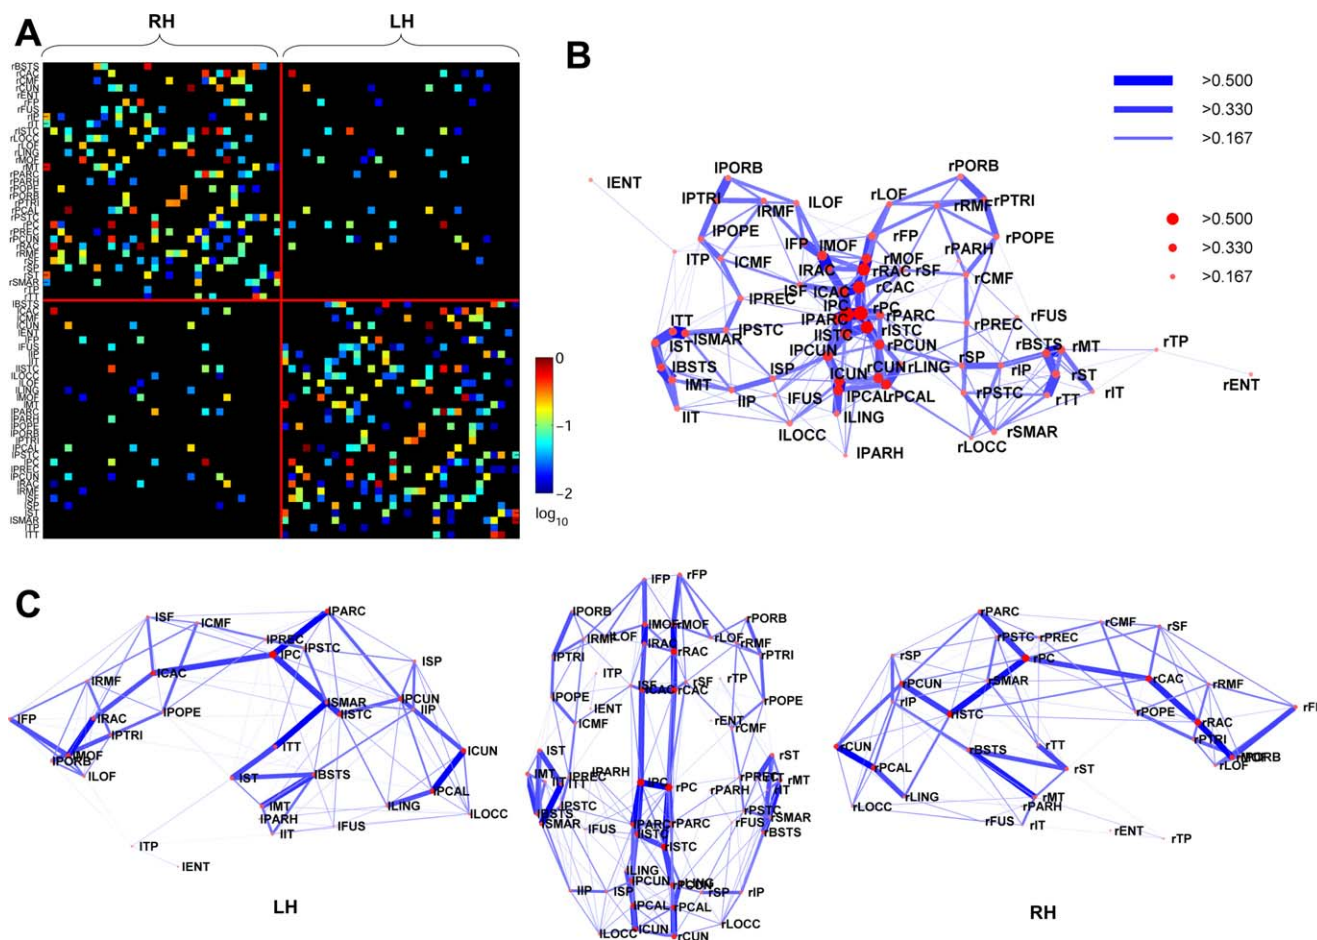 A
RH
LH
rBSTS
rCAC
rCMF
rCUN
rENT
rFP
rFUS
rIP
rIT
rISTC
rLOCC
rLOF
rLING
rMOF
rMT
rPARC
rPARH
rPOPE
rPORB
rPTRI
rPCAL
rPSTC
rPC
rPREC
rPCUN
rRAC
rRMF
rSF
rSP
rST
rSMAR
rTP
rTT
lBSTS
lCAC
lCMF
lCUN
lENT
lFP
lFUS
lIP
lIT
lISTC
lLOCC
lLOF
lLING
lMOF
lMT
lPARC
lPARH
lPOPE
lPORB
lPTRI
lPCAL
lPSTC
lPC
lPREC
lPCUN
lRAC
lRMF
lSF
lSP
lST
lSMAR
lTP
lTT
0
−1
−2
log10
B
>0.500
>0.330
>0.167
>0.500
>0.330
>0.167
lENT
lPORB
rPORB
lPTRI
lRMF
lLOF
rLOF
rRMF
rPTRI
lPOPE
lFP
lMOF
rFP
rPOPE
lTP
lCMF
lRAC
rMOF
rPARH
rRAC
rSF
rCMF
lSF
lCAC
rCAC
lPREC
lPC
rPC
lTT
lPARC
rPARC
rFUS
lSMAR
lPSTC
lISTC
rISTC
rPREC
lST
lPCUN
rPCUN
rBSTS
rMT
rTP
lBSTS
lSP
lCUN
rCUN
rLING
rSP
rIP
rST
rENT
lMT
lIP
lFUS
lPCAL
rPCAL
rPSTC
rTT
rIT
lIT
lLOCC
lLING
rSMAR
lPARH
rLOCC
C
lSF
lCMF
lPARC
lPREC
lPSTC
lPC
lSP
lCAC
lRMF
lSMAR
lPCUN
lISTC
lIP
lFP
lRAC
lPOPE
lPTRI
lMOF
lPORB
lLOF
lTT
lCUN
lST
lBSTS
lPCAL
lMT
lLING
lPARH
lLOCC
lIT
lFUS
lTP
lENT
LH
lFP
rFP
lPORB
rPORB
lMOF
rMOF
lRMF
lLOF
rLOF
rRMF
lPTRI
lRAC
rRAC
rPTRI
lTP
rTP
lSF
rSF
lCAC
rCAC
lPOPE
rPOPE
lENT
rENT
lCMF
rCMF
lST
rST
lMT
lPREC
lPARH
lPC
rPC
rPREC
rMT
lTT
rPARH
rIT
lPSTC
rPSTC
lSMAR
lPARC
rPARC
rFUS
rSMAR
lFUS
lISTC
rISTC
rBSTS
lLING
lPCUN
rPCUN
lIP
lSP
rSP
rIP
lPCAL
rPCAL
lLOCC
lCUN
rCUN
rLOCC
rPARC
rCMF
rSF
rPSTC
rPREC
rSP
rPC
rPCUN
rSMAR
rCAC
rRMF
rIP
rISTC
rPOPE
rRAC
rPTRI
rCUN
rBSTS
rTT
rPORB
rLOF
rPCAL
rST
rLING
rMT
rLOCC
rPARH
rFUS
rIT
rENT
rTP
RH